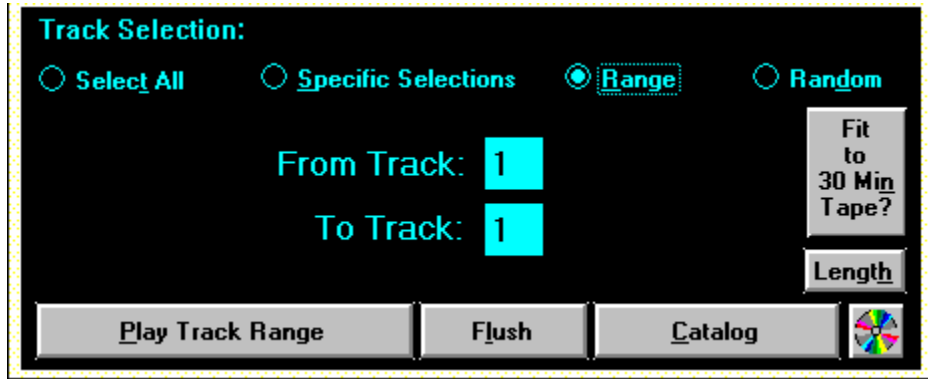 Track Selection:
Select All Specific Selections Range Random
From Track: 1
To Track: 1
Fit
to
30 Min
Tape?
Length
Play Track Range Flush Catalog